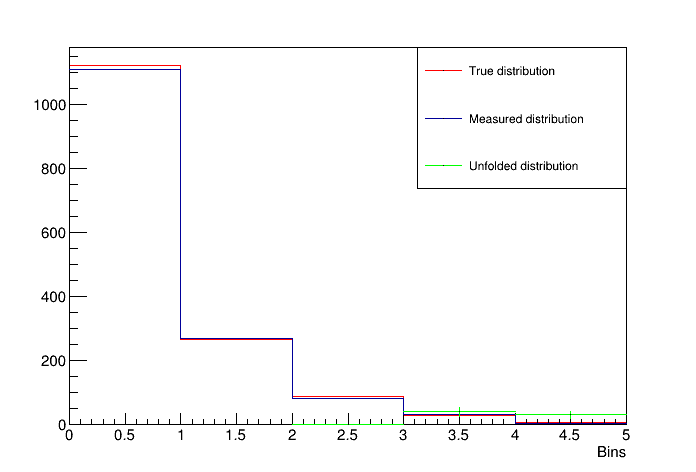 True distribution
Measured distribution
Unfolded distribution
1000
800
600
400
200
0
0 0.5 1 1.5 2 2.5 3 3.5 4 4.5 5
Bins